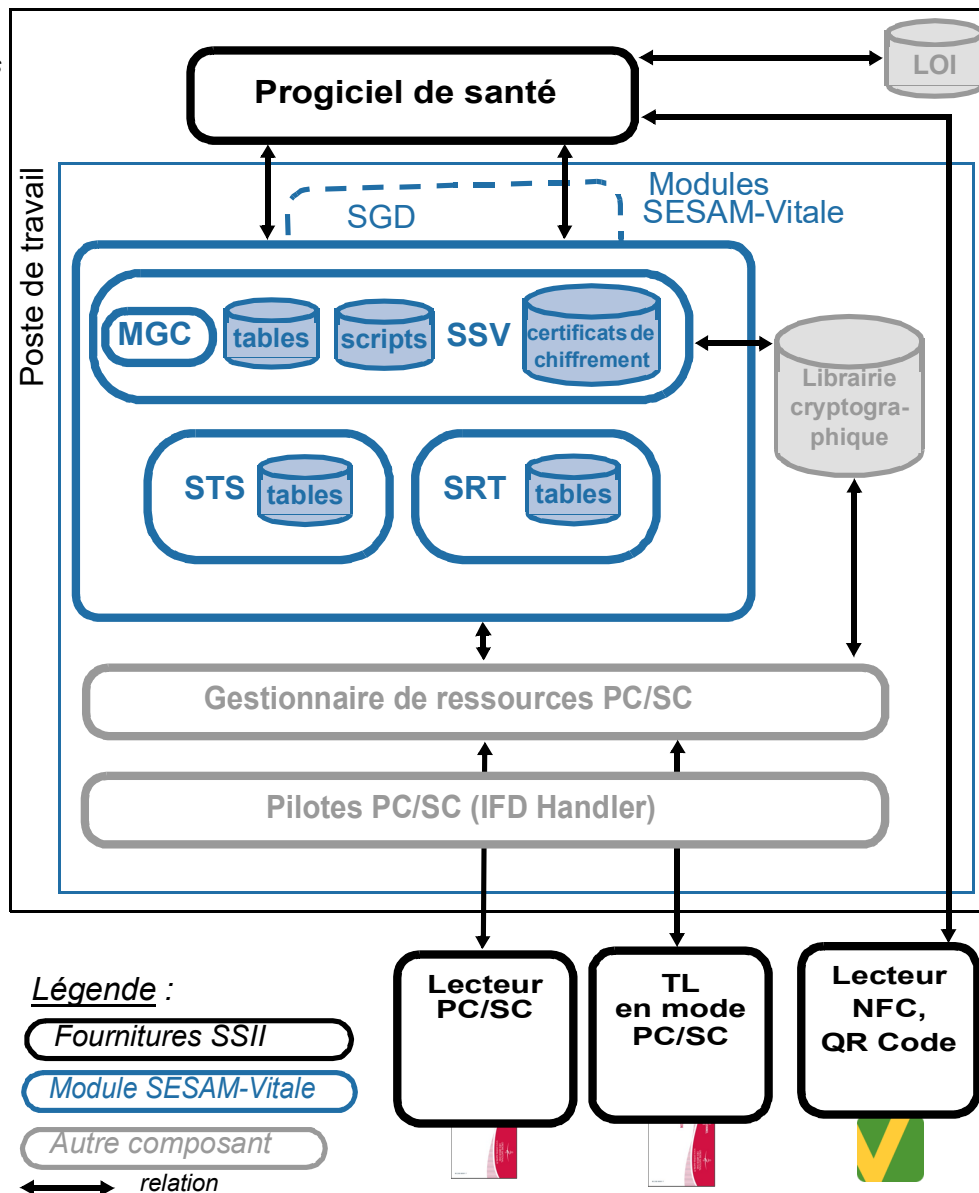 LOI
Progiciel de santé
Poste de travail
SGD
Modules
SESAM-Vitale
MGC
tables
scripts
SSV
certificats de
chiffrement
Librairie
cryptogra-
phique
STS
tables
SRT
tables
Gestionnaire de ressources PC/SC
Pilotes PC/SC (IFD Handler)
Lecteur
PC/SC
TL
en mode
PC/SC
Lecteur
NFC,
QR Code
Légende :
Fournitures SSII
Module SESAM-Vitale
Autre composant
relation